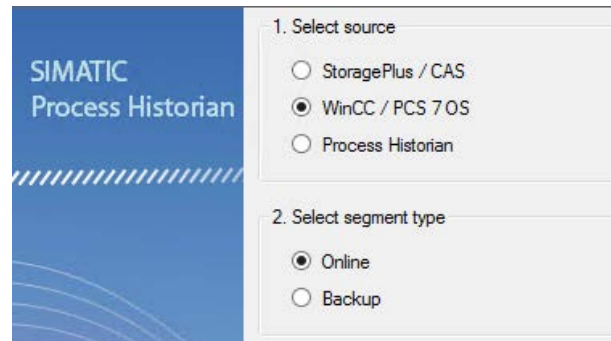 SIMATIC
Process Historian
1. Select source
StoragePlus / CAS
WinCC / PCS 7 OS
Process Historian
2. Select segment type
Online
Backup